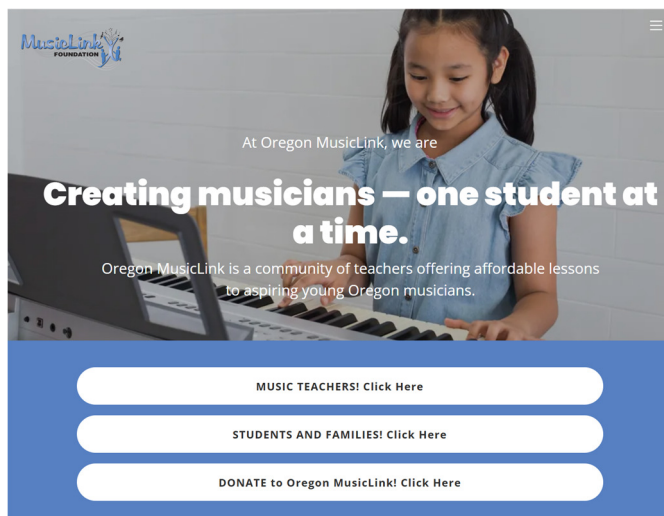 MusicLink
FOUNDATION
At Oregon MusicLink, we are
Creating musicians — one student at
a time.
Oregon MusicLink is a community of teachers offering affordable lessons
to aspiring young Oregon musicians.
MUSIC TEACHERS! Click Here
STUDENTS AND FAMILIES! Click Here
DONATE to Oregon MusicLink! Click Here